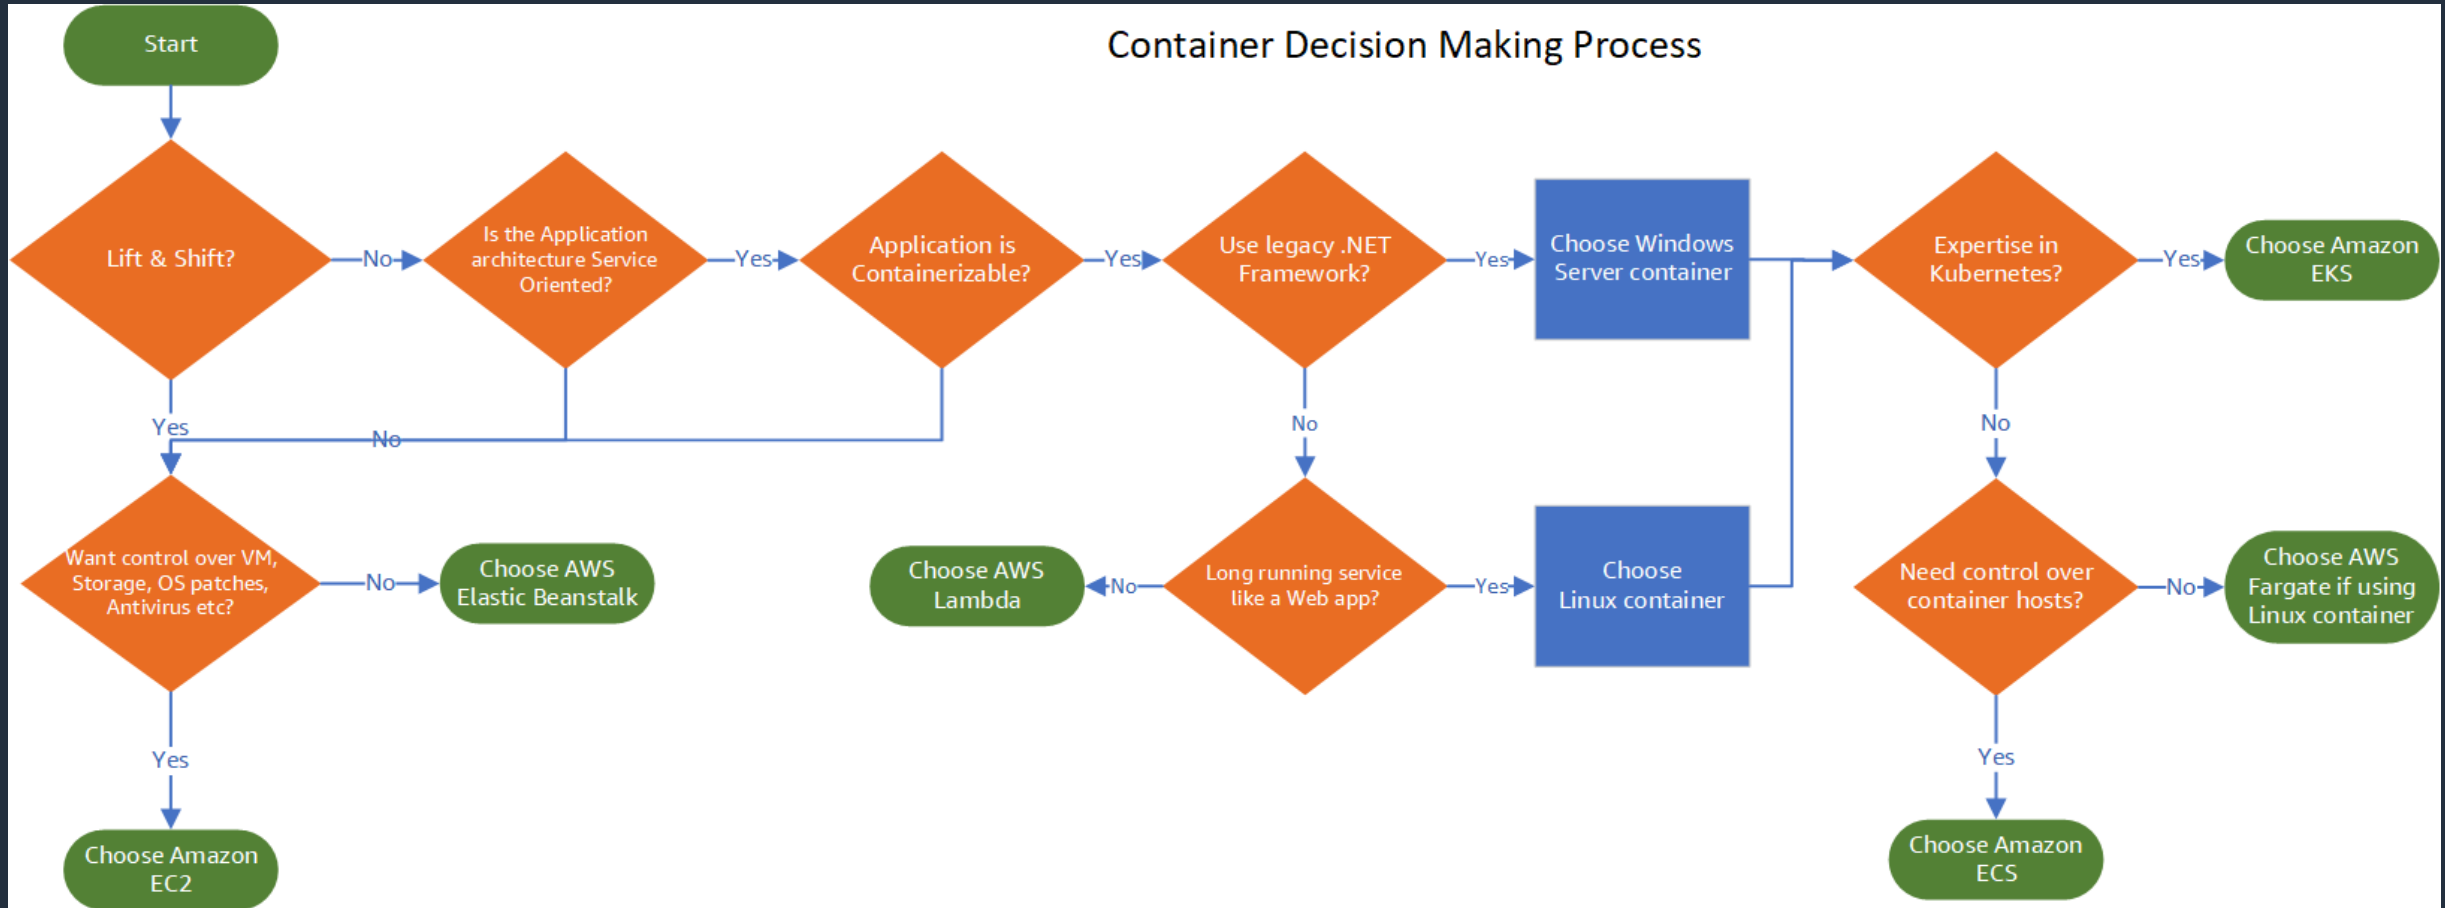 Start
Container Decision Making Process
Lift & Shift?
No
Is the Application
architecture Service
Oriented?
Yes
Application is
Containerizable?
Yes
Use legacy .NET
Framework?
Yes
Choose Windows
Server container
Expertise in
Kubernetes?
Yes
Choose Amazon
EKS
Yes
No
No
No
Want control over VM,
Storage, OS patches,
Antivirus etc?
No
Choose AWS
Elastic Beanstalk
Choose AWS
Lambda
No
Long running service
like a Web app?
Yes
Choose
Linux container
Need control over
container hosts?
No
Choose AWS
Fargate if using
Linux container
Yes
Yes
Choose Amazon
EC2
Choose Amazon
ECS